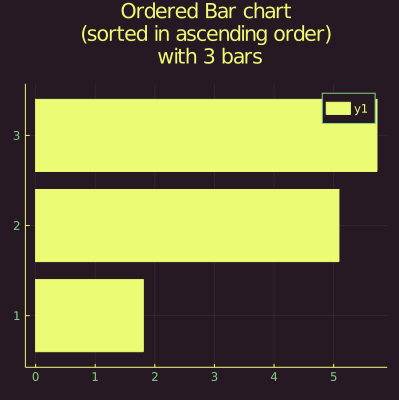 Ordered Bar chart
(sorted in ascending order)
with 3 bars
y1
3
2
1
0 1 2 3 4 5